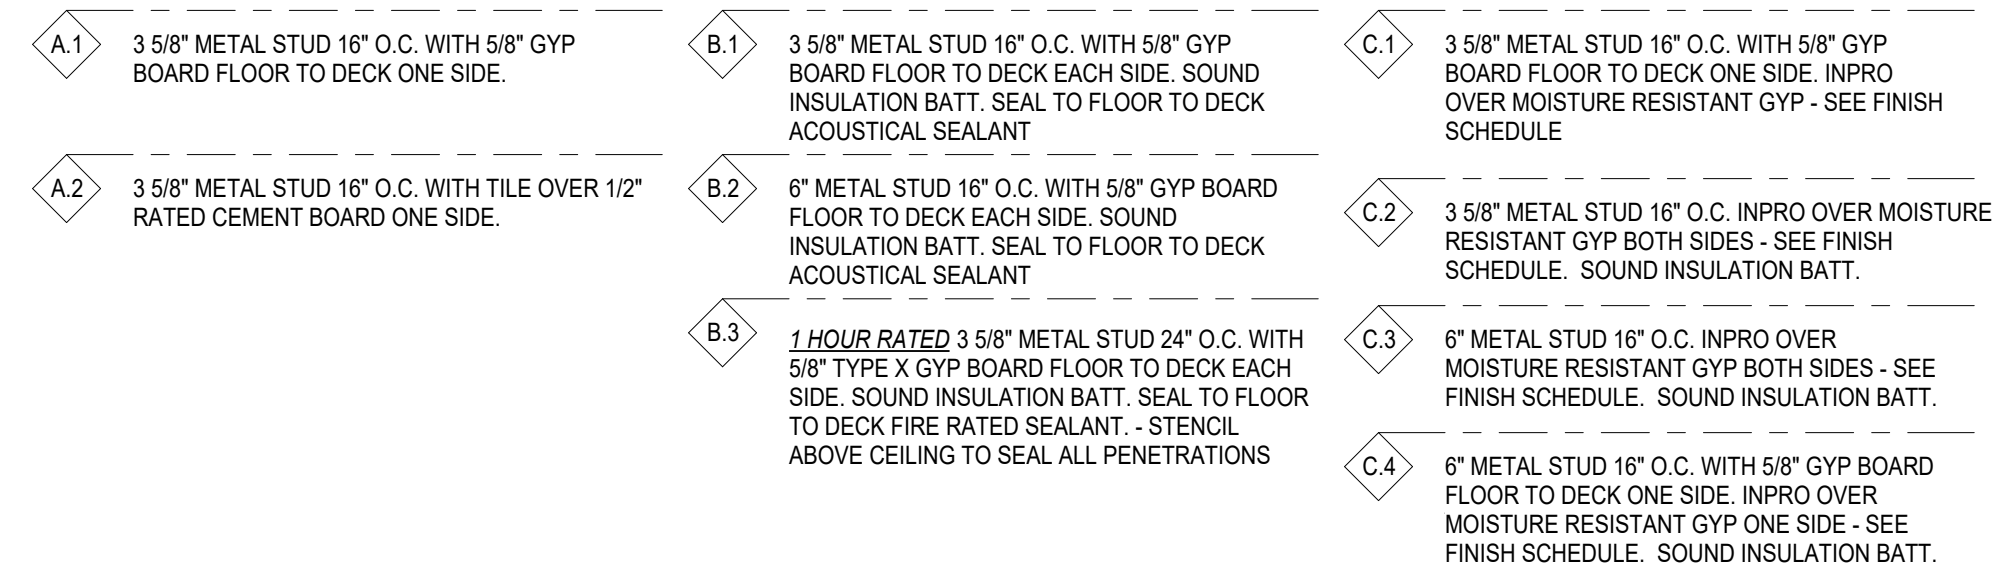 A.1
3 5/8" METAL STUD 16" O.C. WITH 5/8" GYP
BOARD FLOOR TO DECK ONE SIDE.
A.2
3 5/8" METAL STUD 16" O.C. WITH TILE OVER 1/2"
RATED CEMENT BOARD ONE SIDE.
B.1
3 5/8" METAL STUD 16" O.C. WITH 5/8" GYP
BOARD FLOOR TO DECK EACH SIDE. SOUND
INSULATION BATT. SEAL TO FLOOR TO DECK
ACOUSTICAL SEALANT
B.2
6" METAL STUD 16" O.C. WITH 5/8" GYP BOARD
FLOOR TO DECK EACH SIDE. SOUND
INSULATION BATT. SEAL TO FLOOR TO DECK
ACOUSTICAL SEALANT
B.3
1 HOUR RATED 3 5/8" METAL STUD 24" O.C. WITH
5/8" TYPE X GYP BOARD FLOOR TO DECK EACH
SIDE. SOUND INSULATION BATT. SEAL TO FLOOR
TO DECK FIRE RATED SEALANT. - STENCIL
ABOVE CEILING TO SEAL ALL PENETRATIONS
C.1
3 5/8" METAL STUD 16" O.C. WITH 5/8" GYP
BOARD FLOOR TO DECK ONE SIDE. INPRO
OVER MOISTURE RESISTANT GYP - SEE FINISH
SCHEDULE
C.2
3 5/8" METAL STUD 16" O.C. INPRO OVER MOISTURE
RESISTANT GYP BOTH SIDES - SEE FINISH
SCHEDULE.  SOUND INSULATION BATT.
C.3
6" METAL STUD 16" O.C. INPRO OVER
MOISTURE RESISTANT GYP BOTH SIDES - SEE
FINISH SCHEDULE.  SOUND INSULATION BATT.
C.4
6" METAL STUD 16" O.C. WITH 5/8" GYP BOARD
FLOOR TO DECK ONE SIDE. INPRO OVER
MOISTURE RESISTANT GYP ONE SIDE - SEE
FINISH SCHEDULE.  SOUND INSULATION BATT.